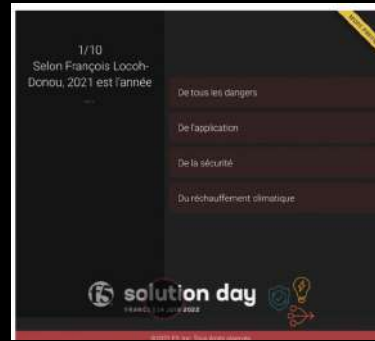 1/10
Selon François Locoh-
Donou, 2021 est l'année
De tous les dangers
De l'application
De la sécurité
Du réchauffement climatique
f5 solution day